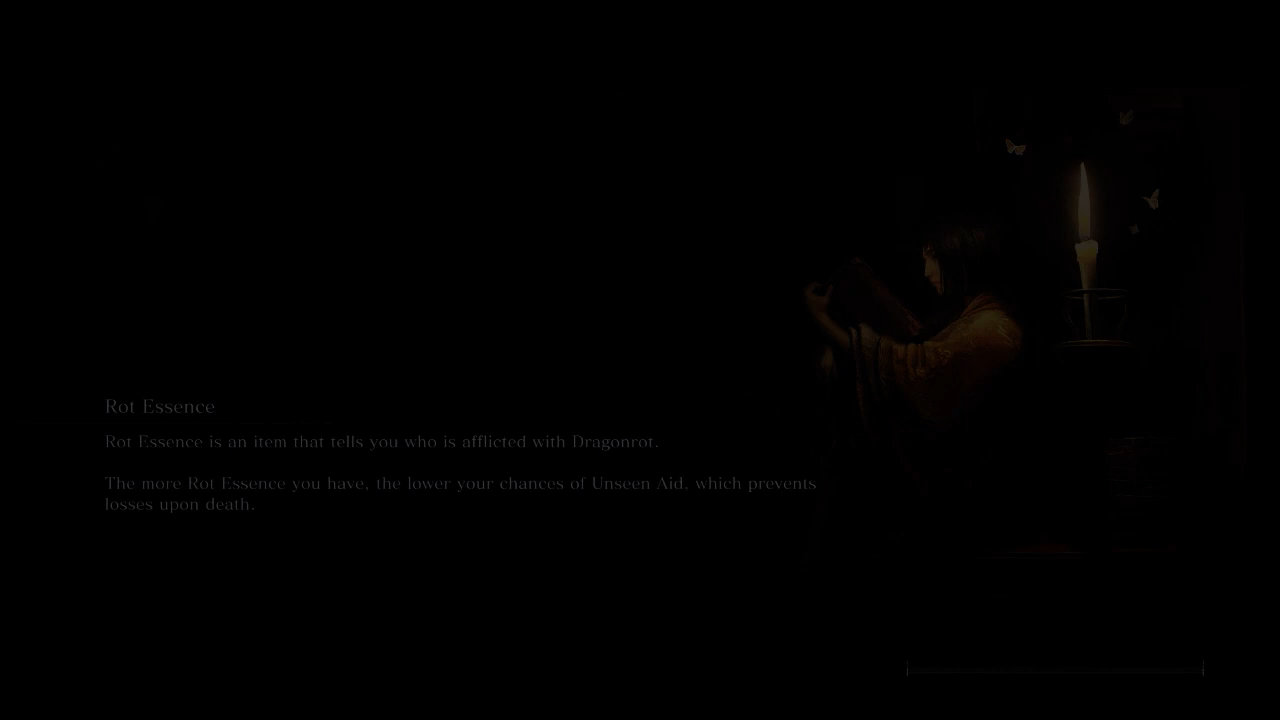 Rot Essence
Rot Essence is an item that tells you who is afflicted with Dragonrot.
The more Rot Essence you have, the lower your chances of Unseen Aid, which prevents
losses upon death.